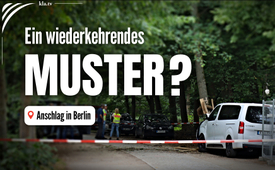 kla.tv
Ein wiederkehrendes
MUSTER?
Anschlag in Berlin